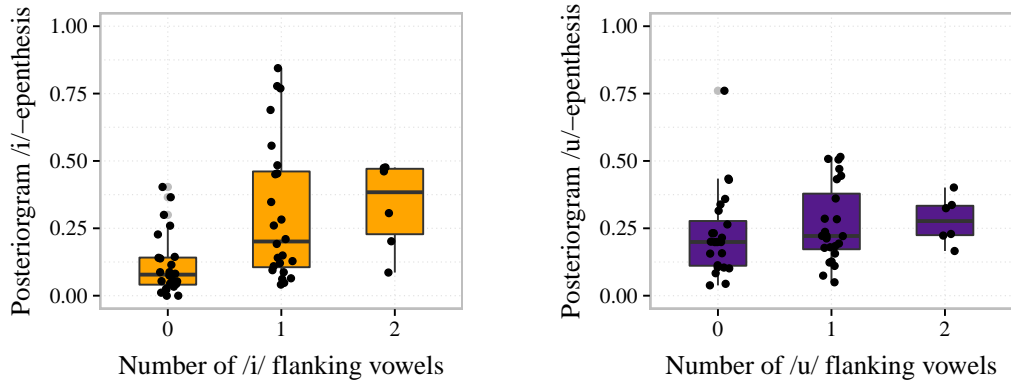 Posteriorgram /i/−epenthesis
1.00
0.75
0.50
0.25
0.00
0 1 2
Number of /i/ flanking vowels
Posteriorgram /u/−epenthesis
1.00
0.75
0.50
0.25
0.00
0 1 2
Number of /u/ flanking vowels